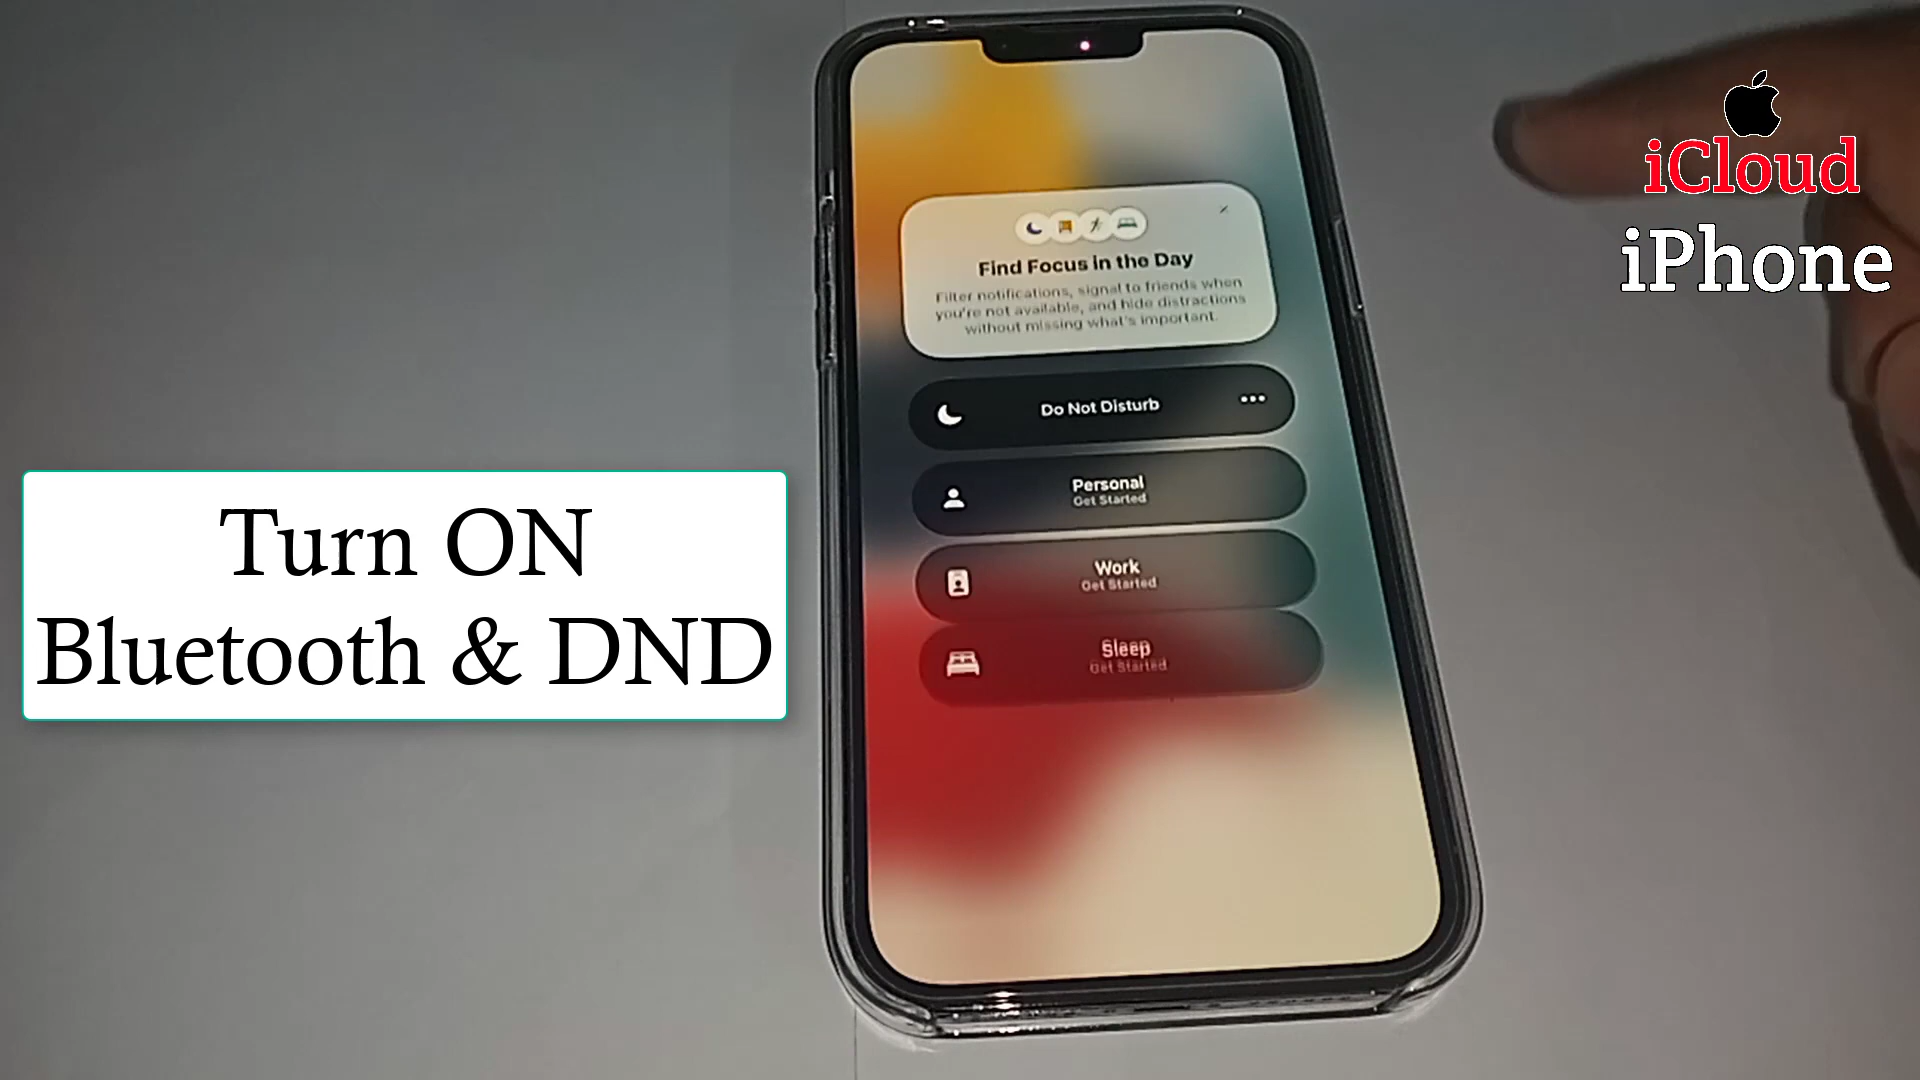 iCloud
iPhone
Find Focus in the Day
Filter notifications, signal to friends when
you're not available, and hide distractions
without missing what's important.
Do Not Disturb
Personal
Get Started
Work
Get Started
Sleep
Get Started
Turn ON
Bluetooth & DND